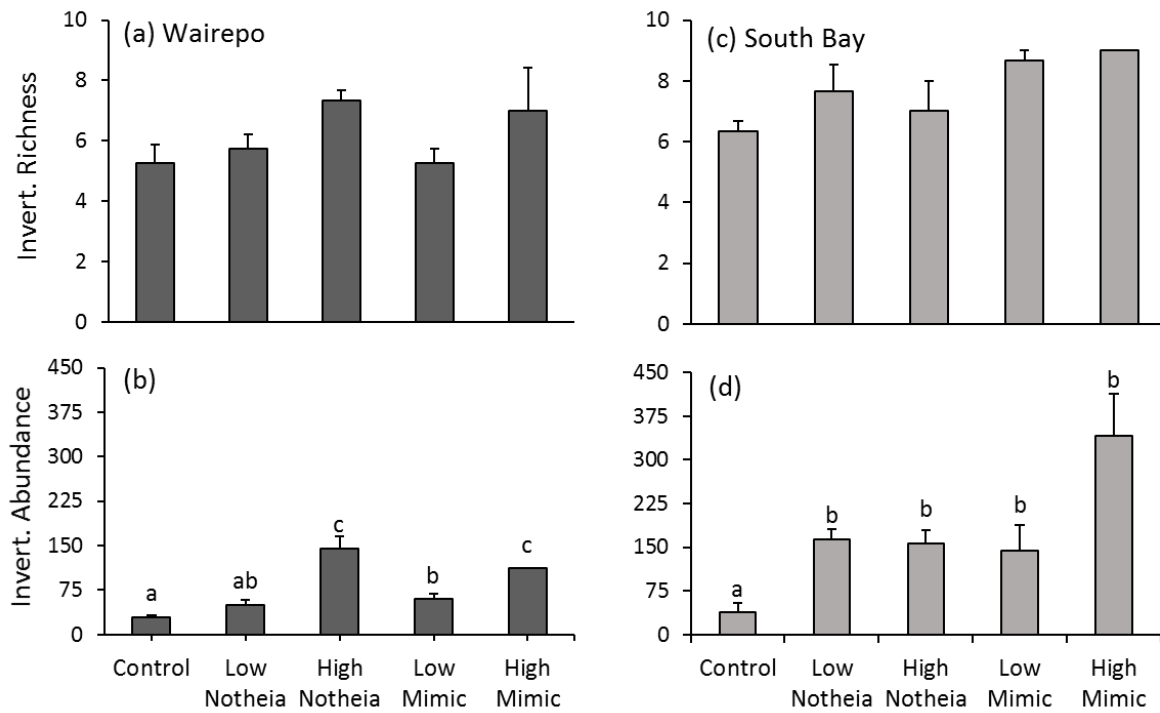 (a) Wairepo
Invert. Richness
10
8
6
4
2
0
(c) South Bay
10
8
6
4
2
0
(b)
Invert. Abundance
450
375
300
225
150
75
0
a
ab
c
b
c
Control
Low
Notheia
High
Notheia
Low
Mimic
High
Mimic
(d)
450
375
300
225
150
75
0
a
b
b
b
b
Control
Low
Notheia
High
Notheia
Low
Mimic
High
Mimic